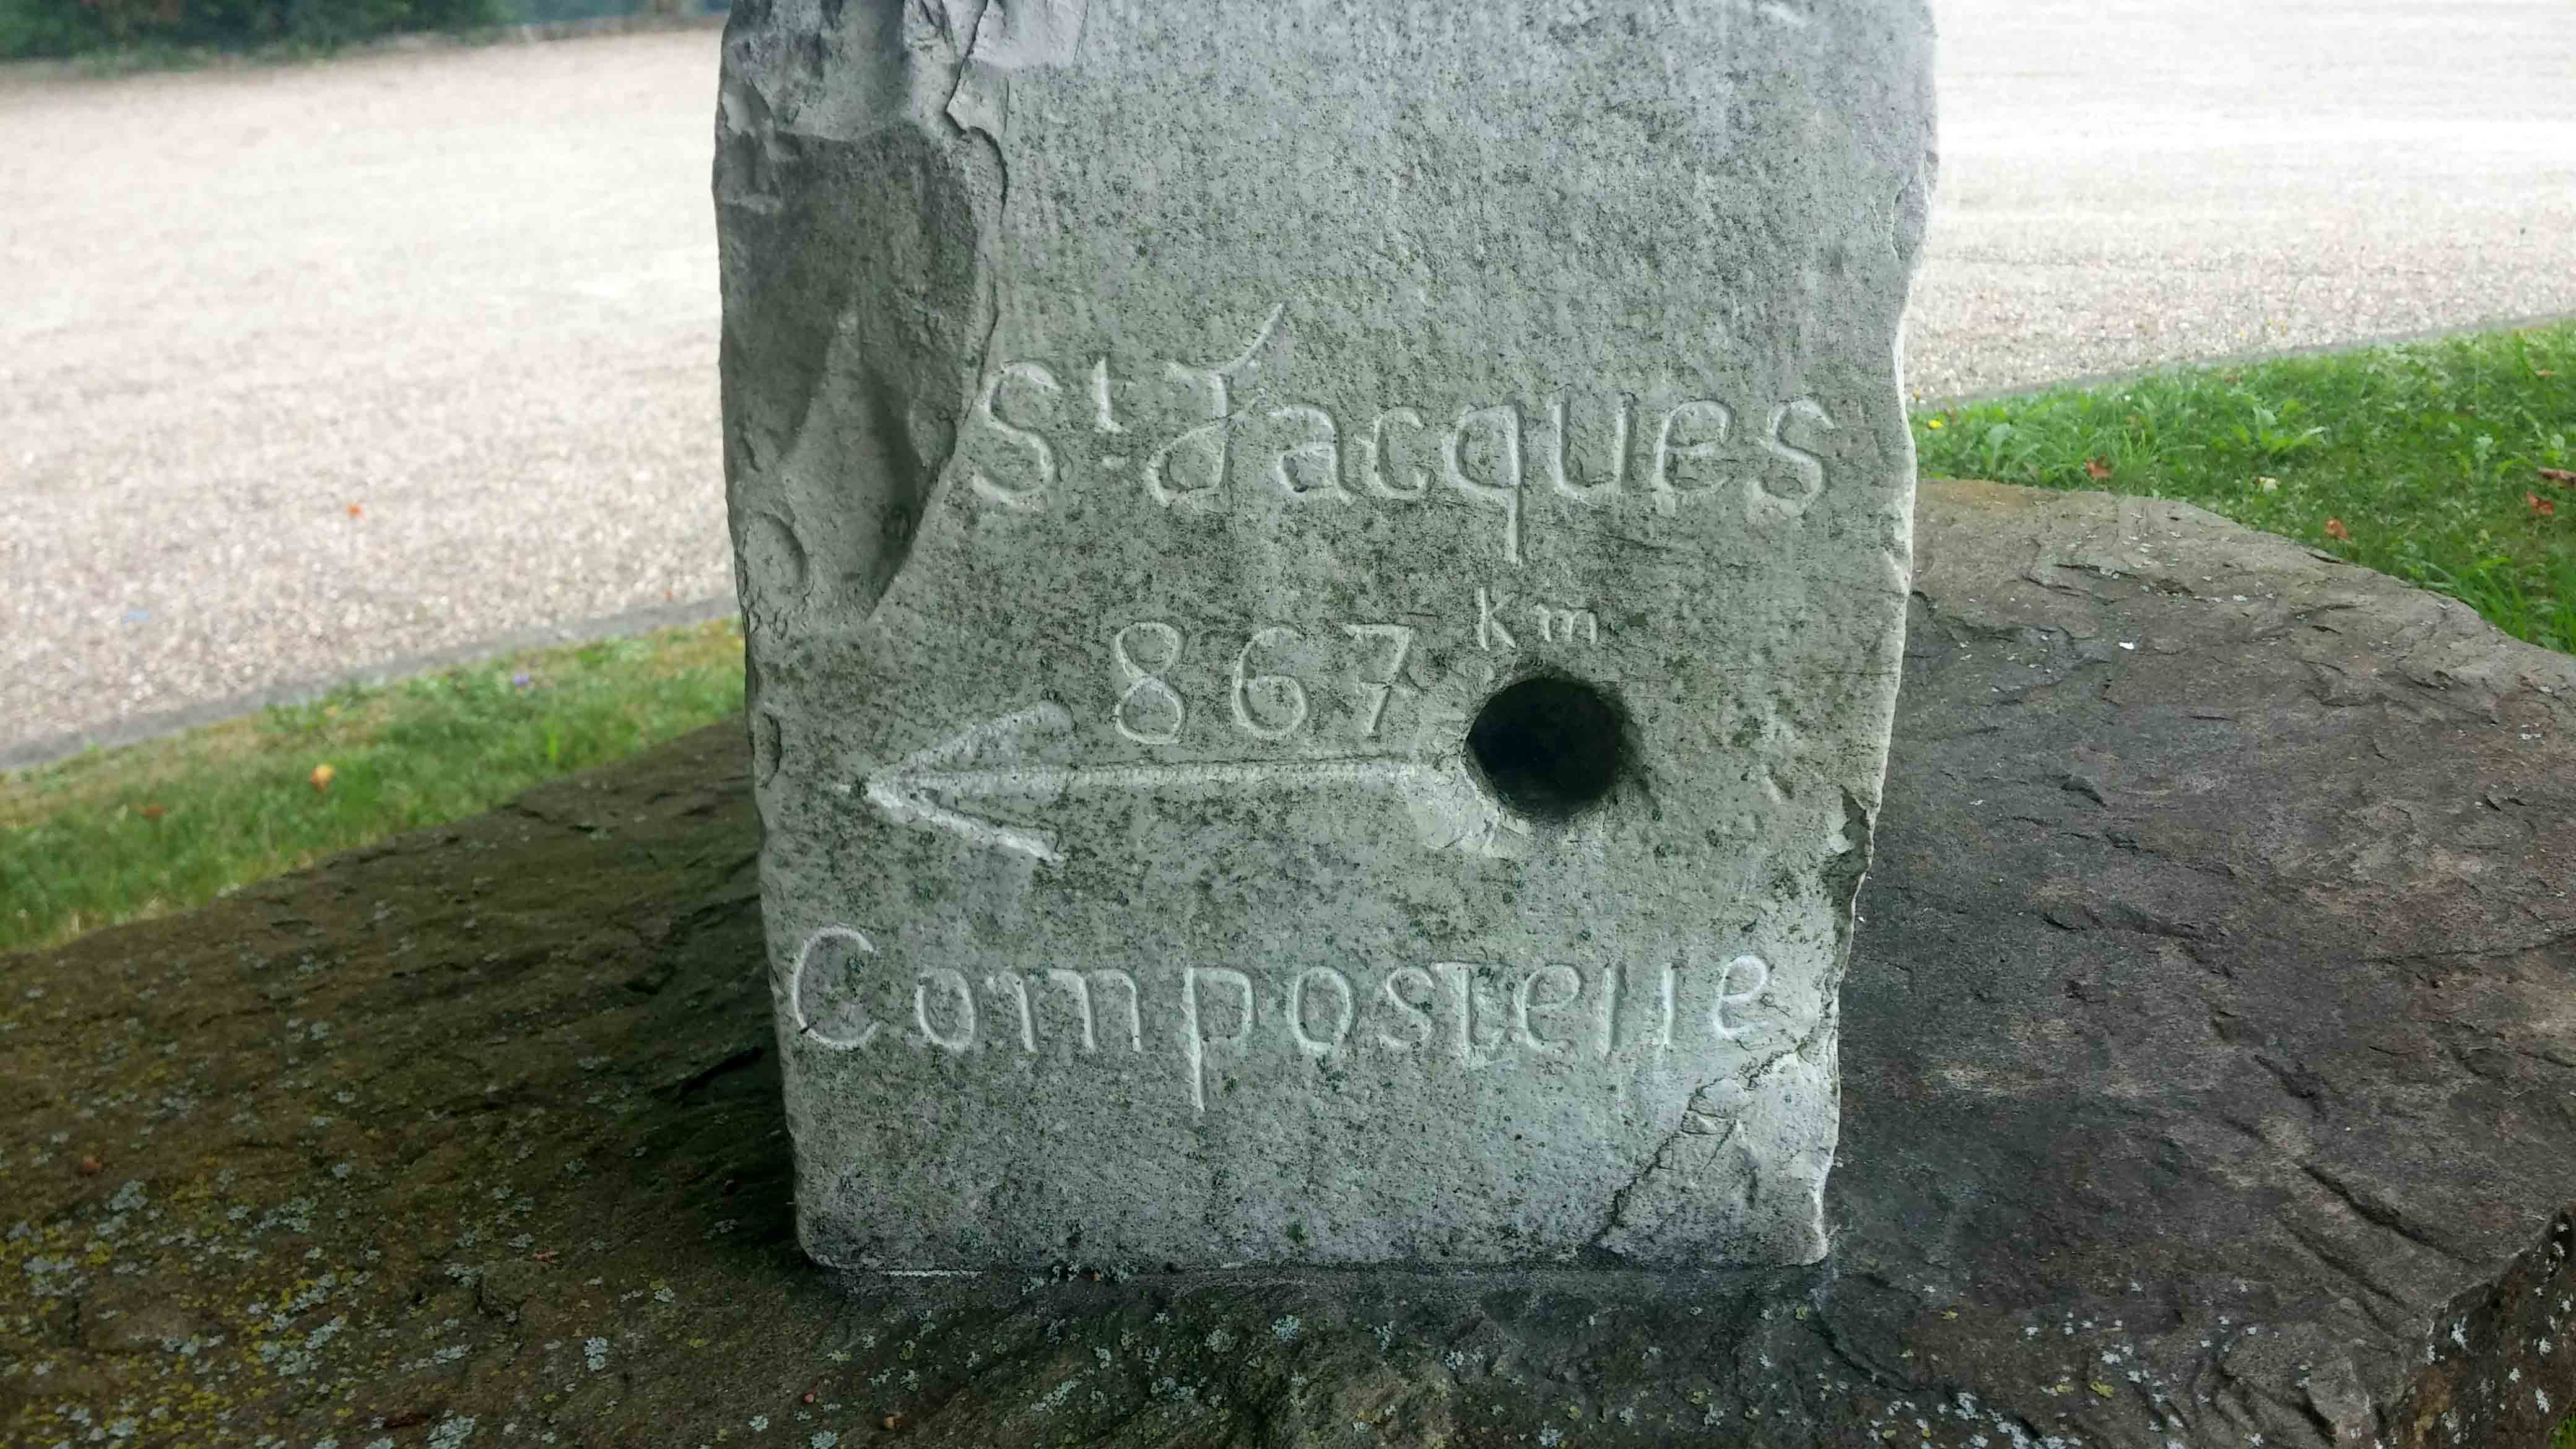 St. Jacques
867 km
Compostelle